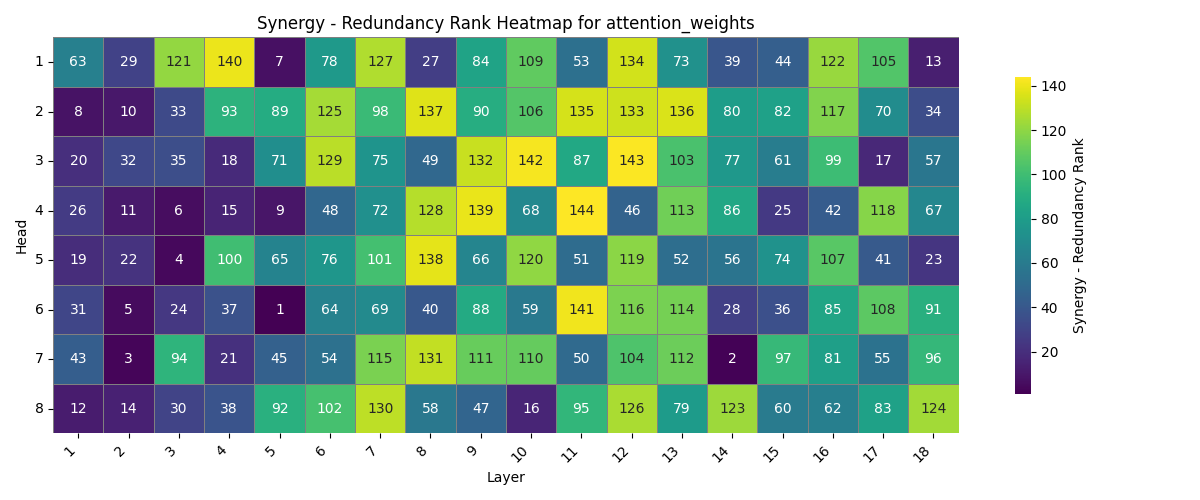 Synergy - Redundancy Rank Heatmap for attention_weights
1 63 29 121 140 7 78 127 27 84 109 53 134 73 39 44 122 105 13
2 8 10 33 93 89 125 98 137 90 106 135 133 136 80 82 117 70 34
3 20 32 35 18 71 129 75 49 132 142 87 143 103 77 61 99 17 57
4 26 11 6 15 9 48 72 128 139 68 144 46 113 86 25 42 118 67
5 19 22 4 100 65 76 101 138 66 120 51 119 52 56 74 107 41 23
6 31 5 24 37 1 64 69 40 88 59 141 116 114 28 36 85 108 91
7 43 3 94 21 45 54 115 131 111 110 50 104 112 2 97 81 55 96
8 12 14 30 38 92 102 130 58 47 16 95 126 79 123 60 62 83 124
1 2 3 4 5 6 7 8 9 10 11 12 13 14 15 16 17 18
Layer
Head
140
120
100
80
60
40
20
Synergy - Redundancy Rank